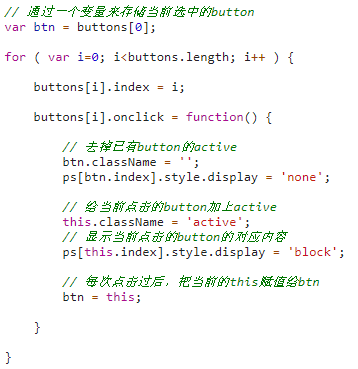 // 通过一个变量来存储当前选中的button
var btn = buttons[0];
for ( var i=0; i<buttons.length; i++ ) {
buttons[i].index = i;
buttons[i].onclick = function() {
// 去掉已有button的active
btn.className = '';
ps[btn.index].style.display = 'none';
// 给当前点击的button加上active
this.className = 'active';
// 显示当前点击的button的对应内容
ps[this.index].style.display = 'block';
// 每次点击过后，把当前的this赋值给btn
btn = this;
}
}